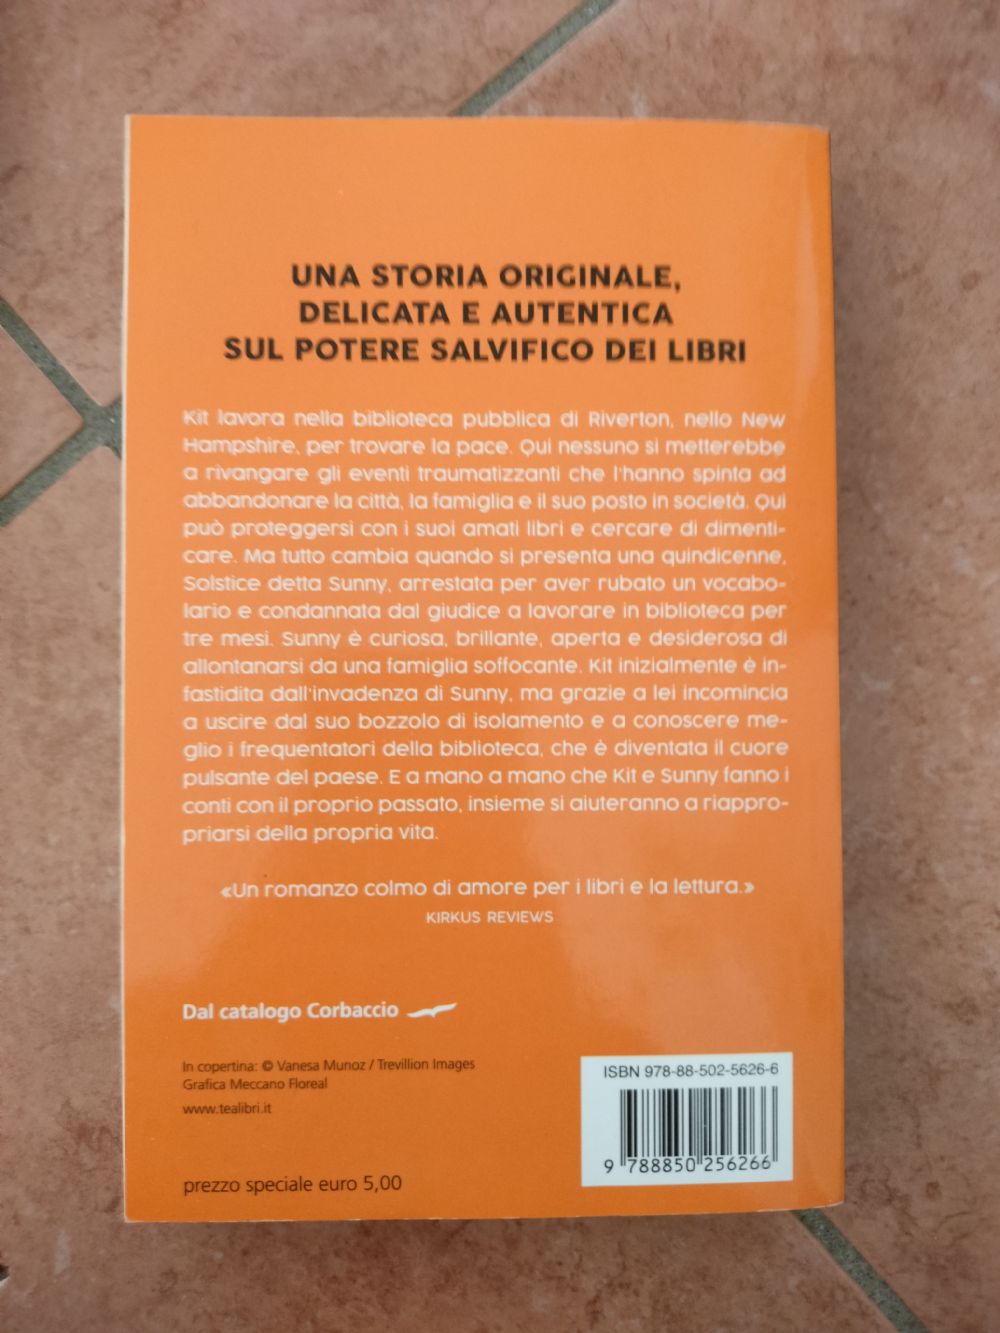 UNA STORIA ORIGINALE,
DELICATA E AUTENTICA
SUL POTERE SALVIFICO DEI LIBRI
Kit lavora nella biblioteca pubblica di Riverton, nello New
Hampshire, per trovare la pace. Qui nessuno si metterebbe
a rivangare gli eventi traumatizzanti che l'hanno spinta ad
abbandonare la città, la famiglia e il suo posto in società. Qui
può proteggersi con i suoi amati libri e cercare di dimenti-
care. Ma tutto cambia quando si presenta una quindicenne,
Solstice detta Sunny, arrestata per aver rubato un vocabo-
lario e condannata dal giudice a lavorare in biblioteca per
tre mesi. Sunny è curiosa, brillante, aperta e desiderosa di
allontanarsi da una famiglia soffocante. Kit inizialmente è in-
fastidita dall'invadenza di Sunny, ma grazie a lei incomincia
a uscire dal suo bozzolo di isolamento e a conoscere me-
glio i frequentatori della biblioteca, che è diventata il cuore
pulsante del paese. E a mano a mano che Kit e Sunny fanno i
conti con il proprio passato, insieme si aiuteranno a riappro-
priarsi della propria vita.
«Un romanzo colmo di amore per i libri e la lettura.»
KIRKUS REVIEWS
Dal catalogo Corbaccio
In copertina: © Vanesa Munoz / Trevillion Images
Grafica Meccano Floreal
www.tealibri.it
prezzo speciale euro 5,00
ISBN 978-88-502-5626-6
9 788850 256266